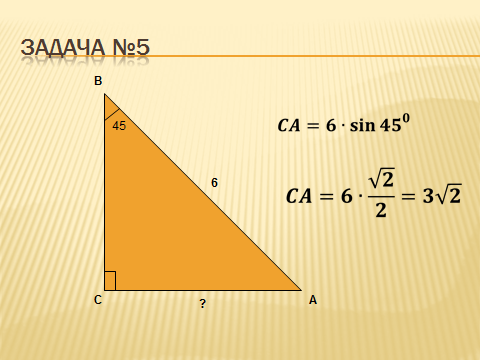 ЗАДАЧА №5
B
45
CA = 6 · sin 45⁰
6
CA = 6 · √2/2 = 3√2
C
?
A